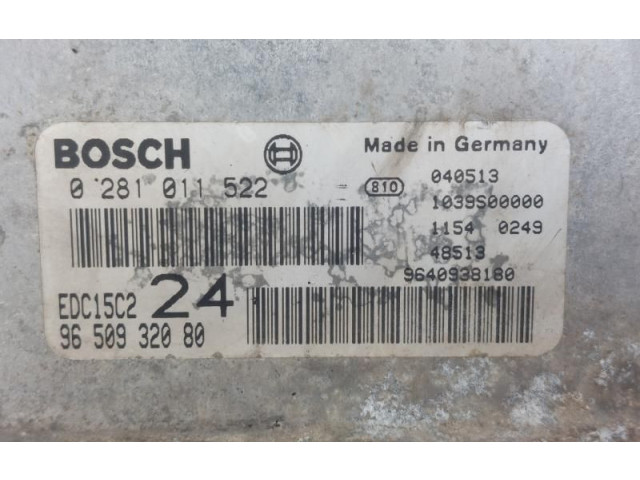 BOSCH
0 281 011 522
EDC15C2 24
96 509 320 80
Made in Germany
810
040513
1039S00000
1154 0249
48513
9640938180